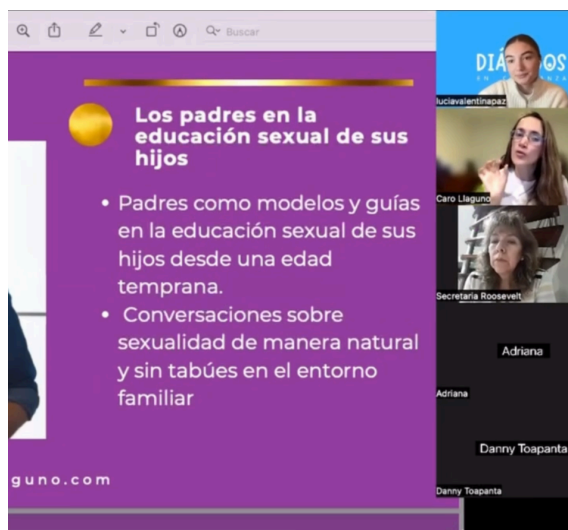 Buscar
Los padres en la
educación sexual de sus
hijos
• Padres como modelos y guías
en la educación sexual de sus
hijos desde una edad
temprana.
• Conversaciones sobre
sexualidad de manera natural
y sin tabúes en el entorno
familiar
guno.com
luciavalentinapaz
Caro Llaguno
Secretaria Roosevelt
Adriana
Adriana
Danny Toapanta
Danny Toapanta